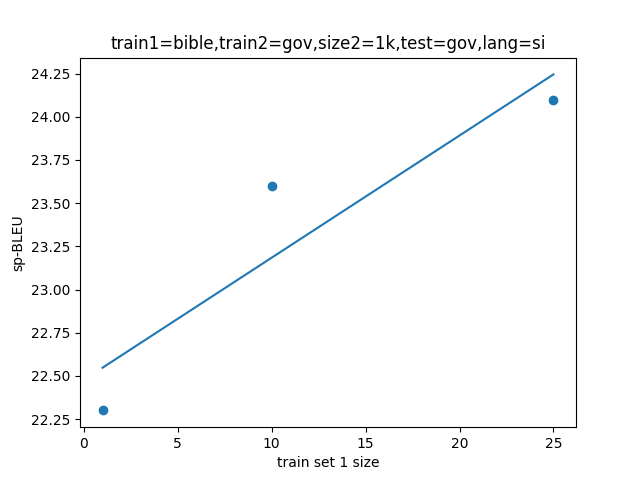 train1=bible,train2=gov,size2=1k,test=gov,lang=si
24.25
24.00
23.75
23.50
23.25
23.00
22.75
22.50
22.25
sp-BLEU
0 5 10 15 20 25
train set 1 size